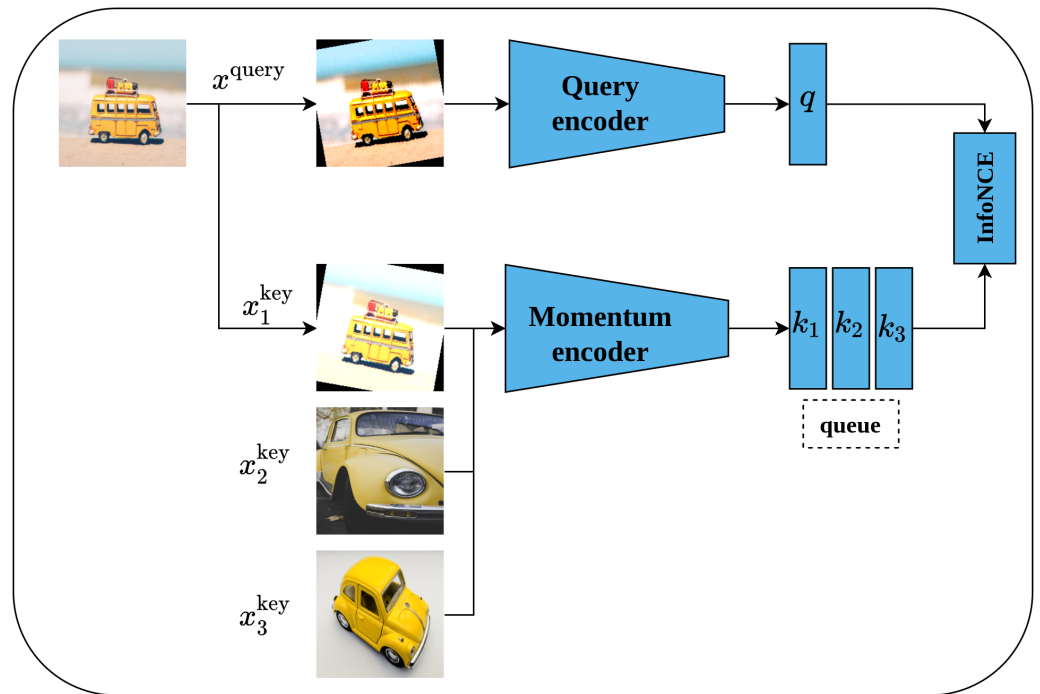 x^query
Query
encoder
q
InfoNCE
x_1^key
Momentum
encoder
k_1 k_2 k_3
queue
x_2^key
x_3^key